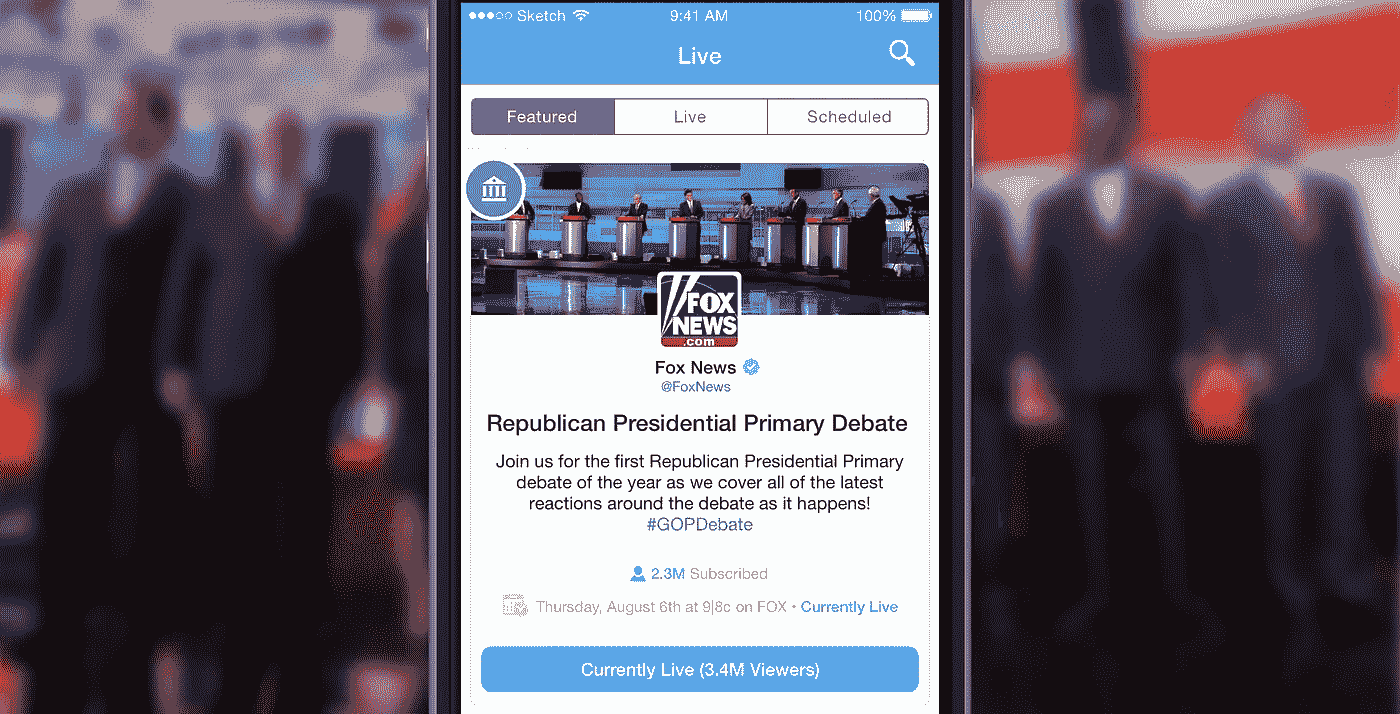 Sketch 9:41 AM 100%
Live
Featured Live Scheduled
FOX
NEWS
.com
Fox News
@FoxNews
Republican Presidential Primary Debate
Join us for the first Republican Presidential Primary
debate of the year as we cover all of the latest
reactions around the debate as it happens!
#GOPDebate
2.3M Subscribed
Thursday, August 6th at 9|8c on FOX • Currently Live
Currently Live (3.4M Viewers)